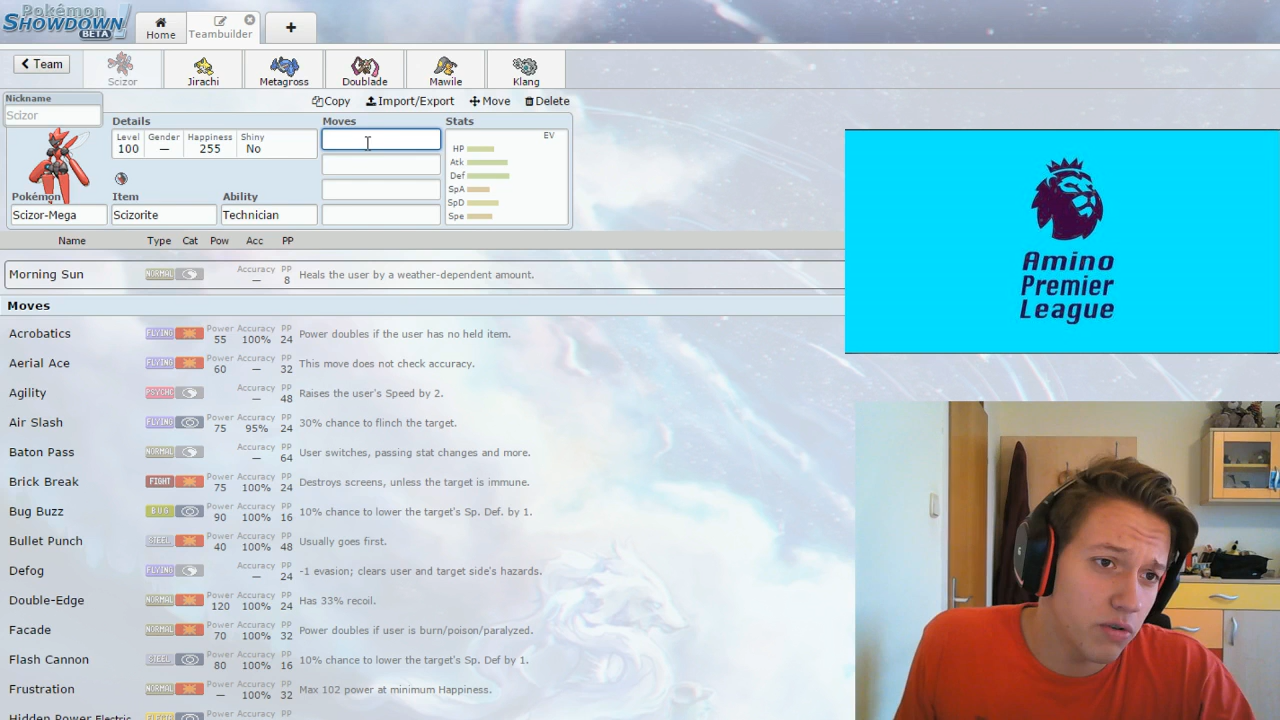 Pokémon
SHOWDOWN!
BETA
Home
Teambuilder
+
< Team
Scizor
Jirachi
Metagross
Doublade
Mawile
Klang
Nickname
Scizor
Copy Import/Export Move Delete
Details
Moves
Stats
Level Gender Happiness Shiny
100 — 255 No
EV
HP
Atk
Def
SpA
SpD
Spe
Pokémon
Item
Ability
Scizor-Mega
Scizorite
Technician
Name Type Cat Pow Acc PP
Morning Sun NORMAL Accuracy — PP 8 Heals the user by a weather-dependent amount.
Moves
Acrobatics FLYING Power 55 Accuracy 100% PP 24 Power doubles if the user has no held item.
Aerial Ace FLYING Power 60 Accuracy — PP 32 This move does not check accuracy.
Agility PSYCHC Accuracy — PP 48 Raises the user's Speed by 2.
Air Slash FLYING Power 75 Accuracy 95% PP 24 30% chance to flinch the target.
Baton Pass NORMAL Accuracy — PP 64 User switches, passing stat changes and more.
Brick Break FIGHT Power 75 Accuracy 100% PP 24 Destroys screens, unless the target is immune.
Bug Buzz BUG Power 90 Accuracy 100% PP 16 10% chance to lower the target's Sp. Def. by 1.
Bullet Punch STEEL Power 40 Accuracy 100% PP 48 Usually goes first.
Defog FLYING Accuracy — PP 24 -1 evasion; clears user and target side's hazards.
Double-Edge NORMAL Power 120 Accuracy 100% PP 24 Has 33% recoil.
Facade NORMAL Power 70 Accuracy 100% PP 32 Power doubles if user is burn/poison/paralyzed.
Flash Cannon STEEL Power 80 Accuracy 100% PP 16 10% chance to lower the target's Sp. Def by 1.
Frustration NORMAL Power — Accuracy 100% PP 32 Max 102 power at minimum Happiness.
Hidden Power Electric ELECTR Power Accuracy PP
Amino
Premier
League